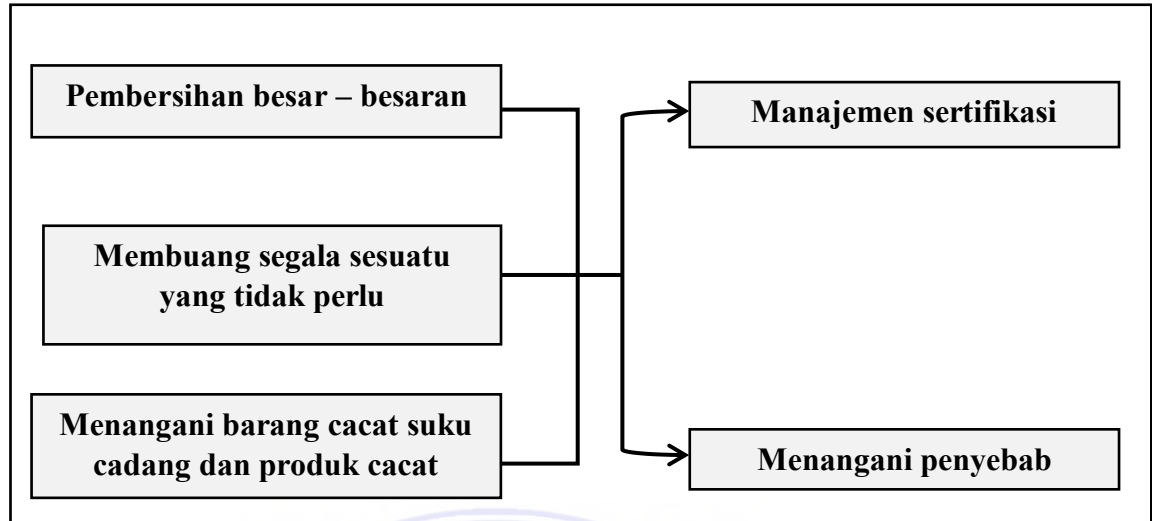 Pembersihan besar – besaran
Membuang segala sesuatu
yang tidak perlu
Menangani barang cacat suku
cadang dan produk cacat
Manajemen sertifikasi
Menangani penyebab